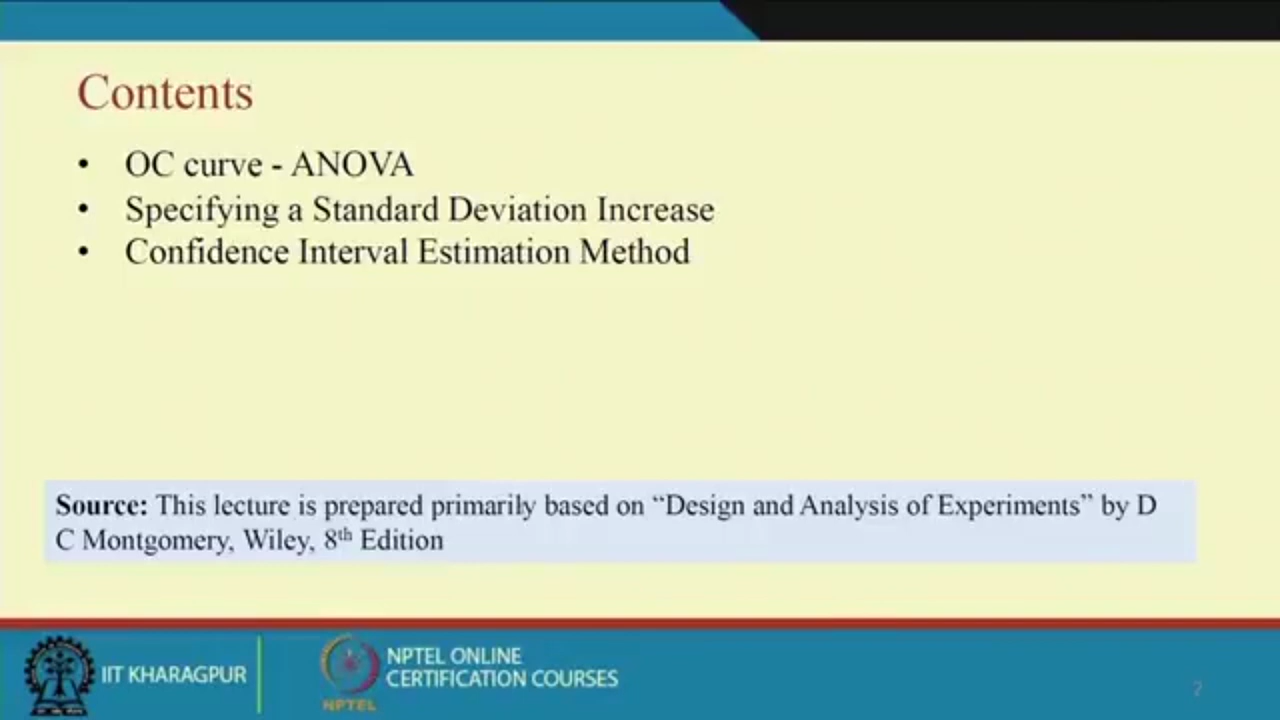 Contents
• OC curve - ANOVA
• Specifying a Standard Deviation Increase
• Confidence Interval Estimation Method
Source: This lecture is prepared primarily based on “Design and Analysis of Experiments” by D
C Montgomery, Wiley, 8th Edition
IIT KHARAGPUR
NPTEL
NPTEL ONLINE
CERTIFICATION COURSES
2